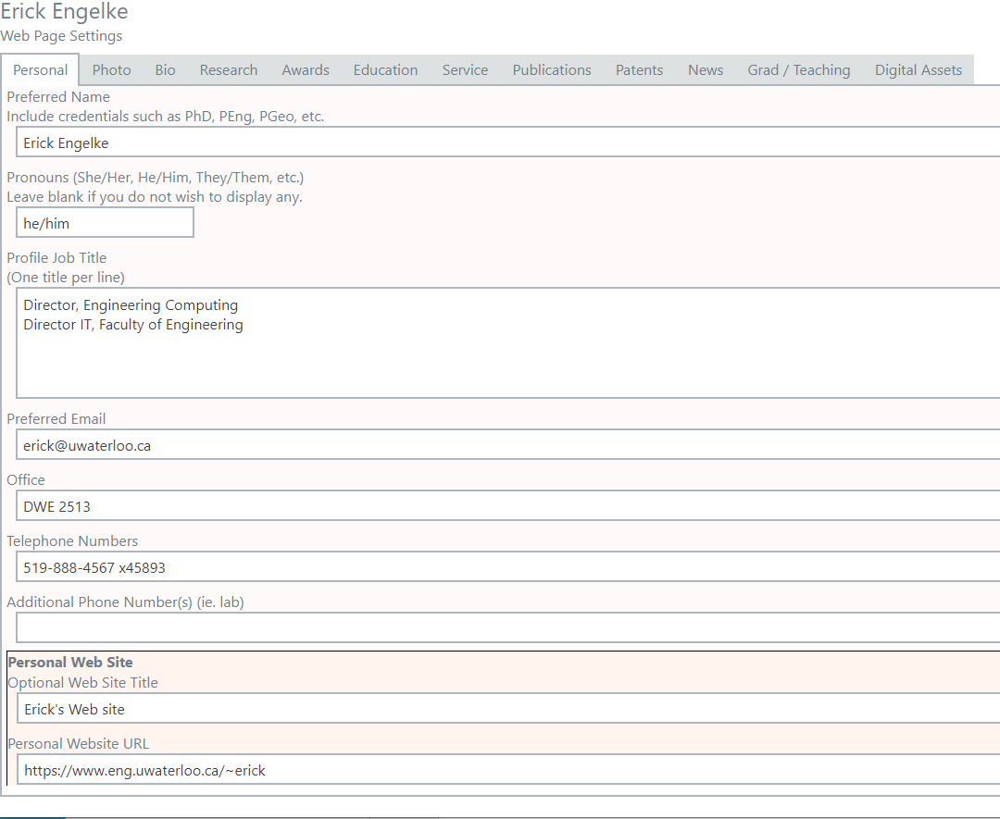 Erick Engelke
Web Page Settings
Personal Photo Bio Research Awards Education Service Publications Patents News Grad / Teaching Digital Assets
Preferred Name
Include credentials such as PhD, PEng, PGeo, etc.
Erick Engelke
Pronouns (She/Her, He/Him, They/Them, etc.)
Leave blank if you do not wish to display any.
he/him
Profile Job Title
(One title per line)
Director, Engineering Computing
Director IT, Faculty of Engineering
Preferred Email
erick@uwaterloo.ca
Office
DWE 2513
Telephone Numbers
519-888-4567 x45893
Additional Phone Number(s) (ie. lab)
Personal Web Site
Optional Web Site Title
Erick's Web site
Personal Website URL
https://www.eng.uwaterloo.ca/~erick